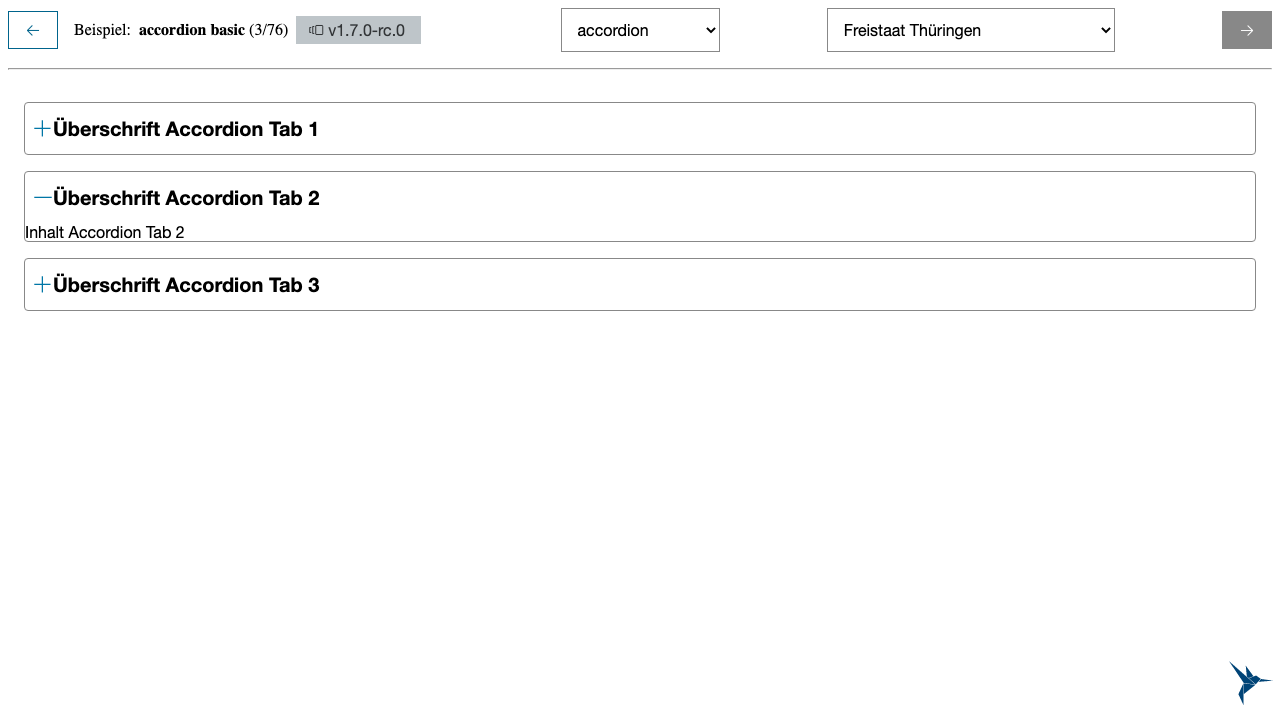 Beispiel: accordion basic (3/76) v1.7.0-rc.0 accordion Freistaat Thüringen
Überschrift Accordion Tab 1
Überschrift Accordion Tab 2
Inhalt Accordion Tab 2
Überschrift Accordion Tab 3